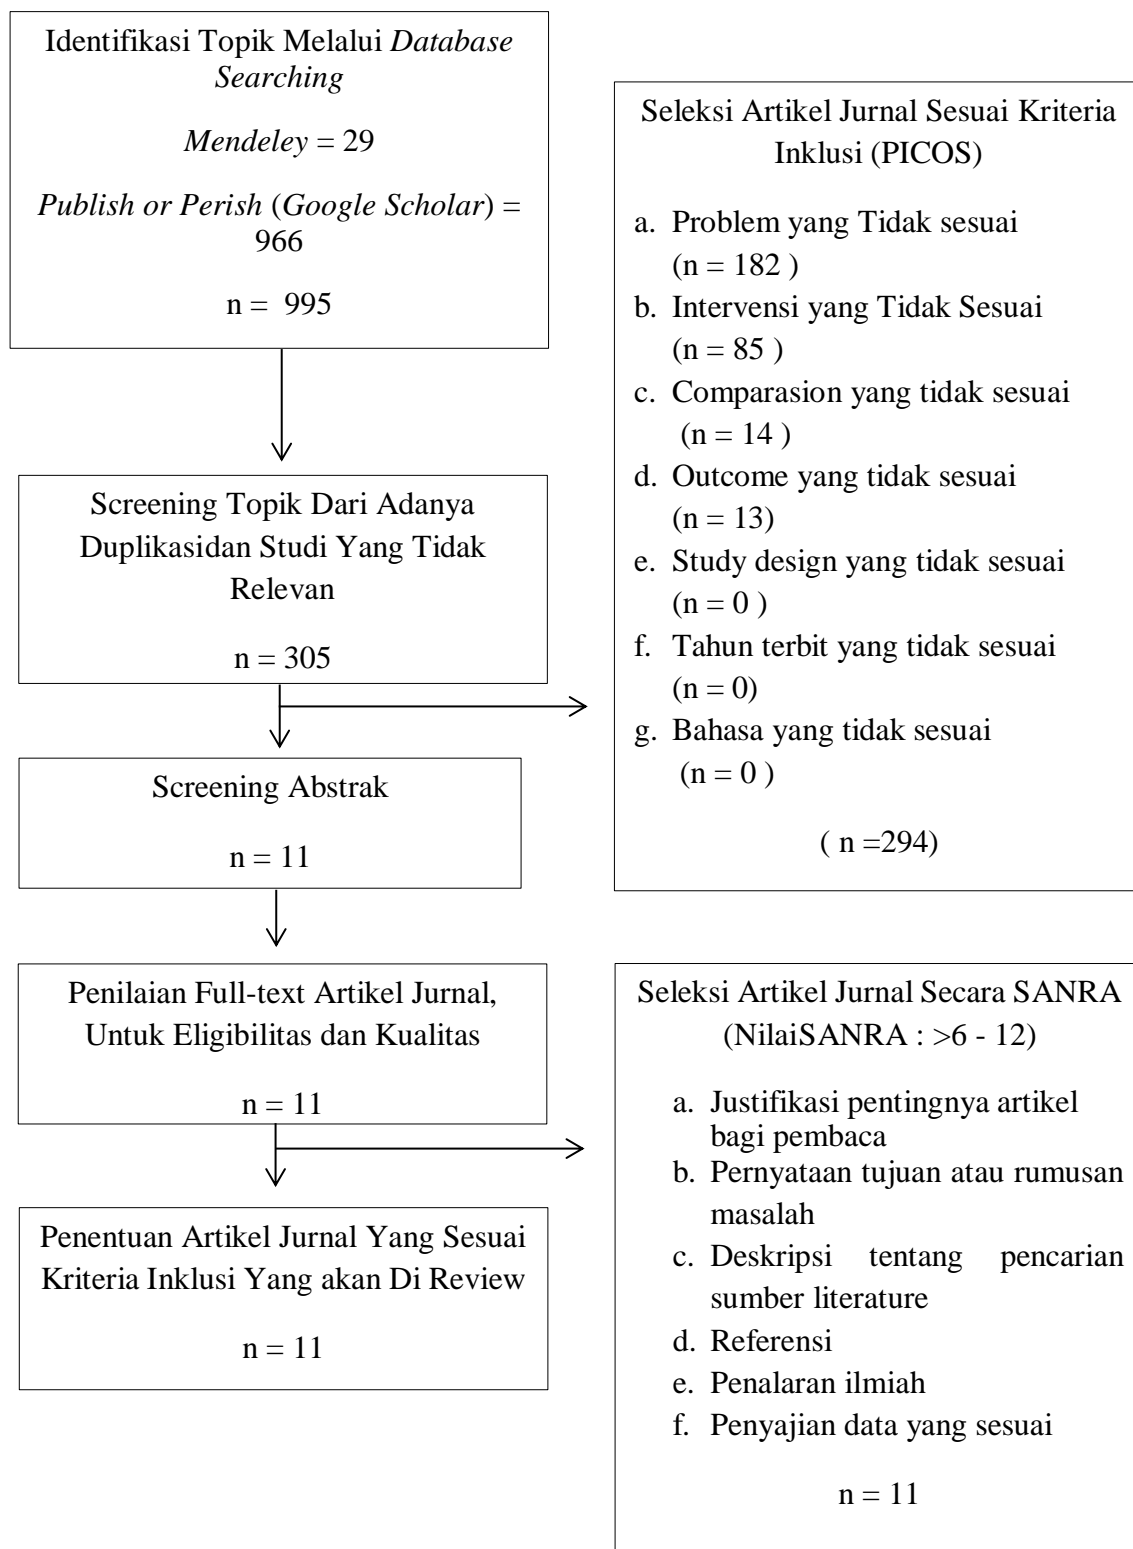 Identifikasi Topik Melalui Database
Searching
Mendeley = 29
Publish or Perish (Google Scholar) =
966
n = 995
Screening Topik Dari Adanya
Duplikasidan Studi Yang Tidak
Relevan
n = 305
Screening Abstrak
n = 11
Penilaian Full-text Artikel Jurnal,
Untuk Eligibilitas dan Kualitas
n = 11
Penentuan Artikel Jurnal Yang Sesuai
Kriteria Inklusi Yang akan Di Review
n = 11
Seleksi Artikel Jurnal Sesuai Kriteria
Inklusi (PICOS)
a. Problem yang Tidak sesuai
(n = 182 )
b. Intervensi yang Tidak Sesuai
(n = 85 )
c. Comparasion yang tidak sesuai
(n = 14 )
d. Outcome yang tidak sesuai
(n = 13)
e. Study design yang tidak sesuai
(n = 0 )
f. Tahun terbit yang tidak sesuai
(n = 0)
g. Bahasa yang tidak sesuai
(n = 0 )
( n =294)
Seleksi Artikel Jurnal Secara SANRA
(NilaiSANRA : >6 - 12)
a. Justifikasi pentingnya artikel
bagi pembaca
b. Pernyataan tujuan atau rumusan
masalah
c. Deskripsi tentang pencarian
sumber literature
d. Referensi
e. Penalaran ilmiah
f. Penyajian data yang sesuai
n = 11